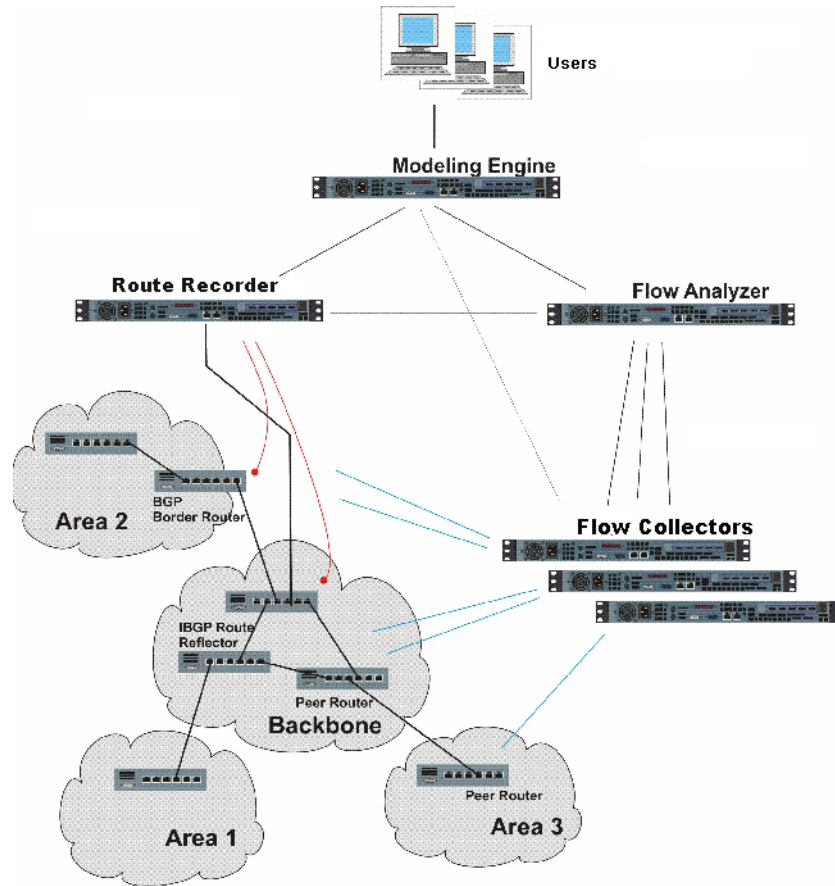 Users
Modeling Engine
Route Recorder
Flow Analyzer
BGP
Border Router
Area 2
Flow Collectors
IBGP Route
Reflector
Peer Router
Backbone
Peer Router
Area 1
Area 3